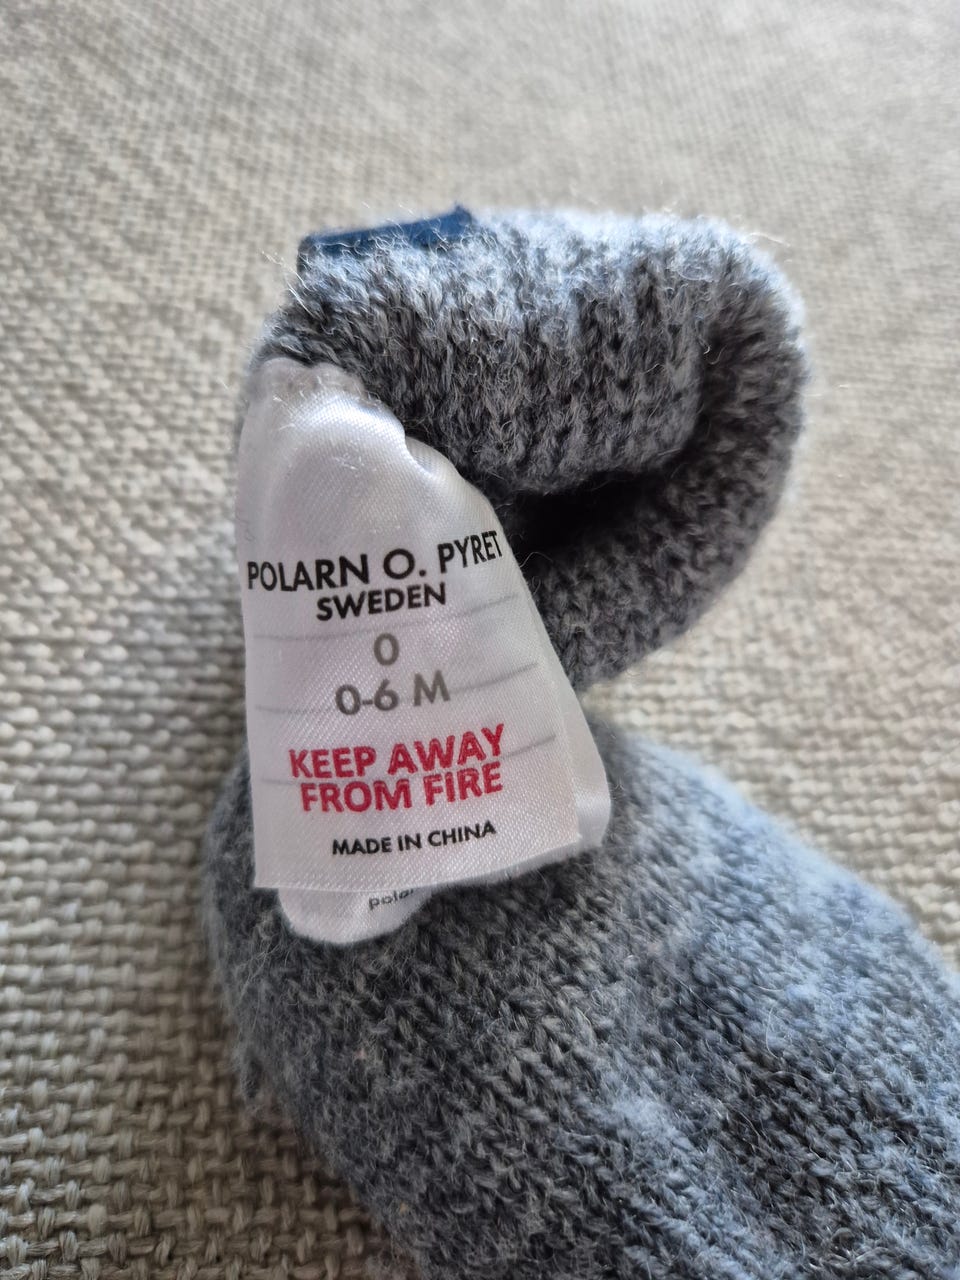 POLARN O. PYRET
SWEDEN
0
0-6 M
KEEP AWAY
FROM FIRE
MADE IN CHINA